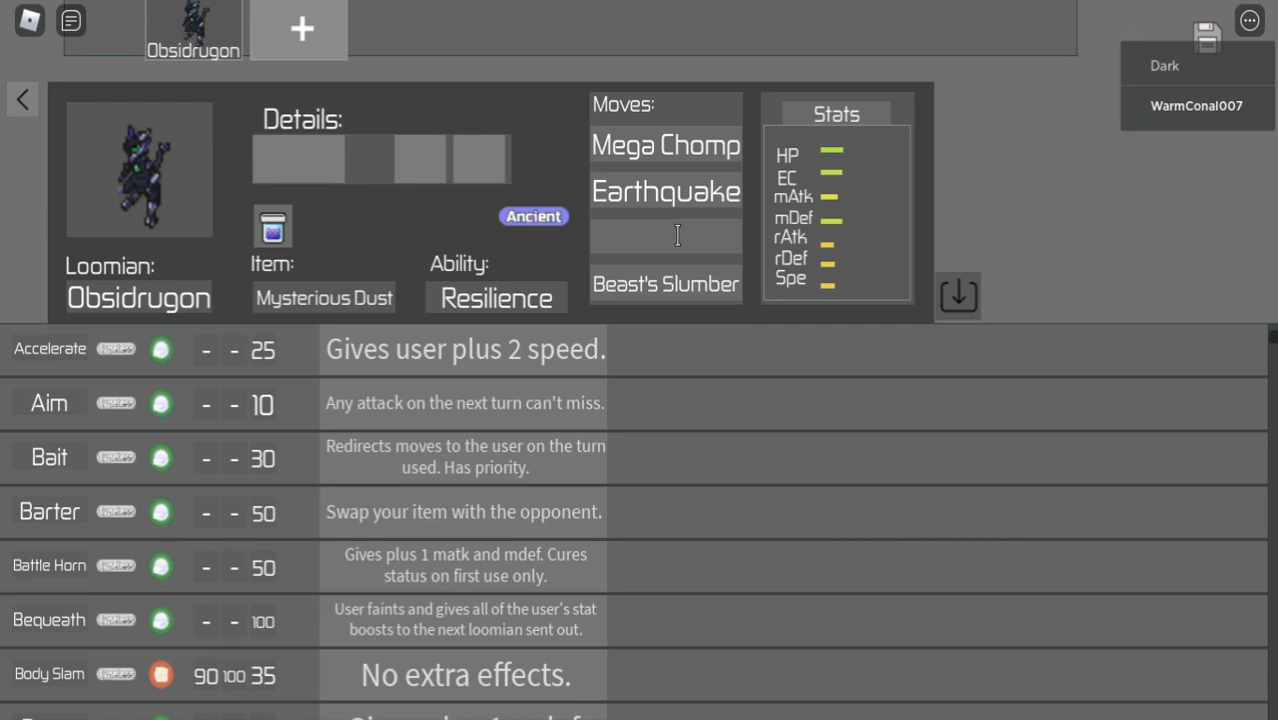 Obsidrugon
+
Dark
WarmConal007
Details:
Moves:
Mega Chomp
Earthquake
Beast's Slumber
Stats
HP
EC
mAtk
mDef
rAtk
rDef
Spe
Ancient
Loomian:
Obsidrugon
Item:
Mysterious Dust
Ability:
Resilience
Accelerate - - 25 Gives user plus 2 speed.
Aim - - 10 Any attack on the next turn can't miss.
Bait - - 30 Redirects moves to the user on the turn
used. Has priority.
Barter - - 50 Swap your item with the opponent.
Battle Horn - - 50 Gives plus 1 matk and mdef. Cures
status on first use only.
Bequeath - - 100 User faints and gives all of the user's stat
boosts to the next loomian sent out.
Body Slam 90 100 35 No extra effects.